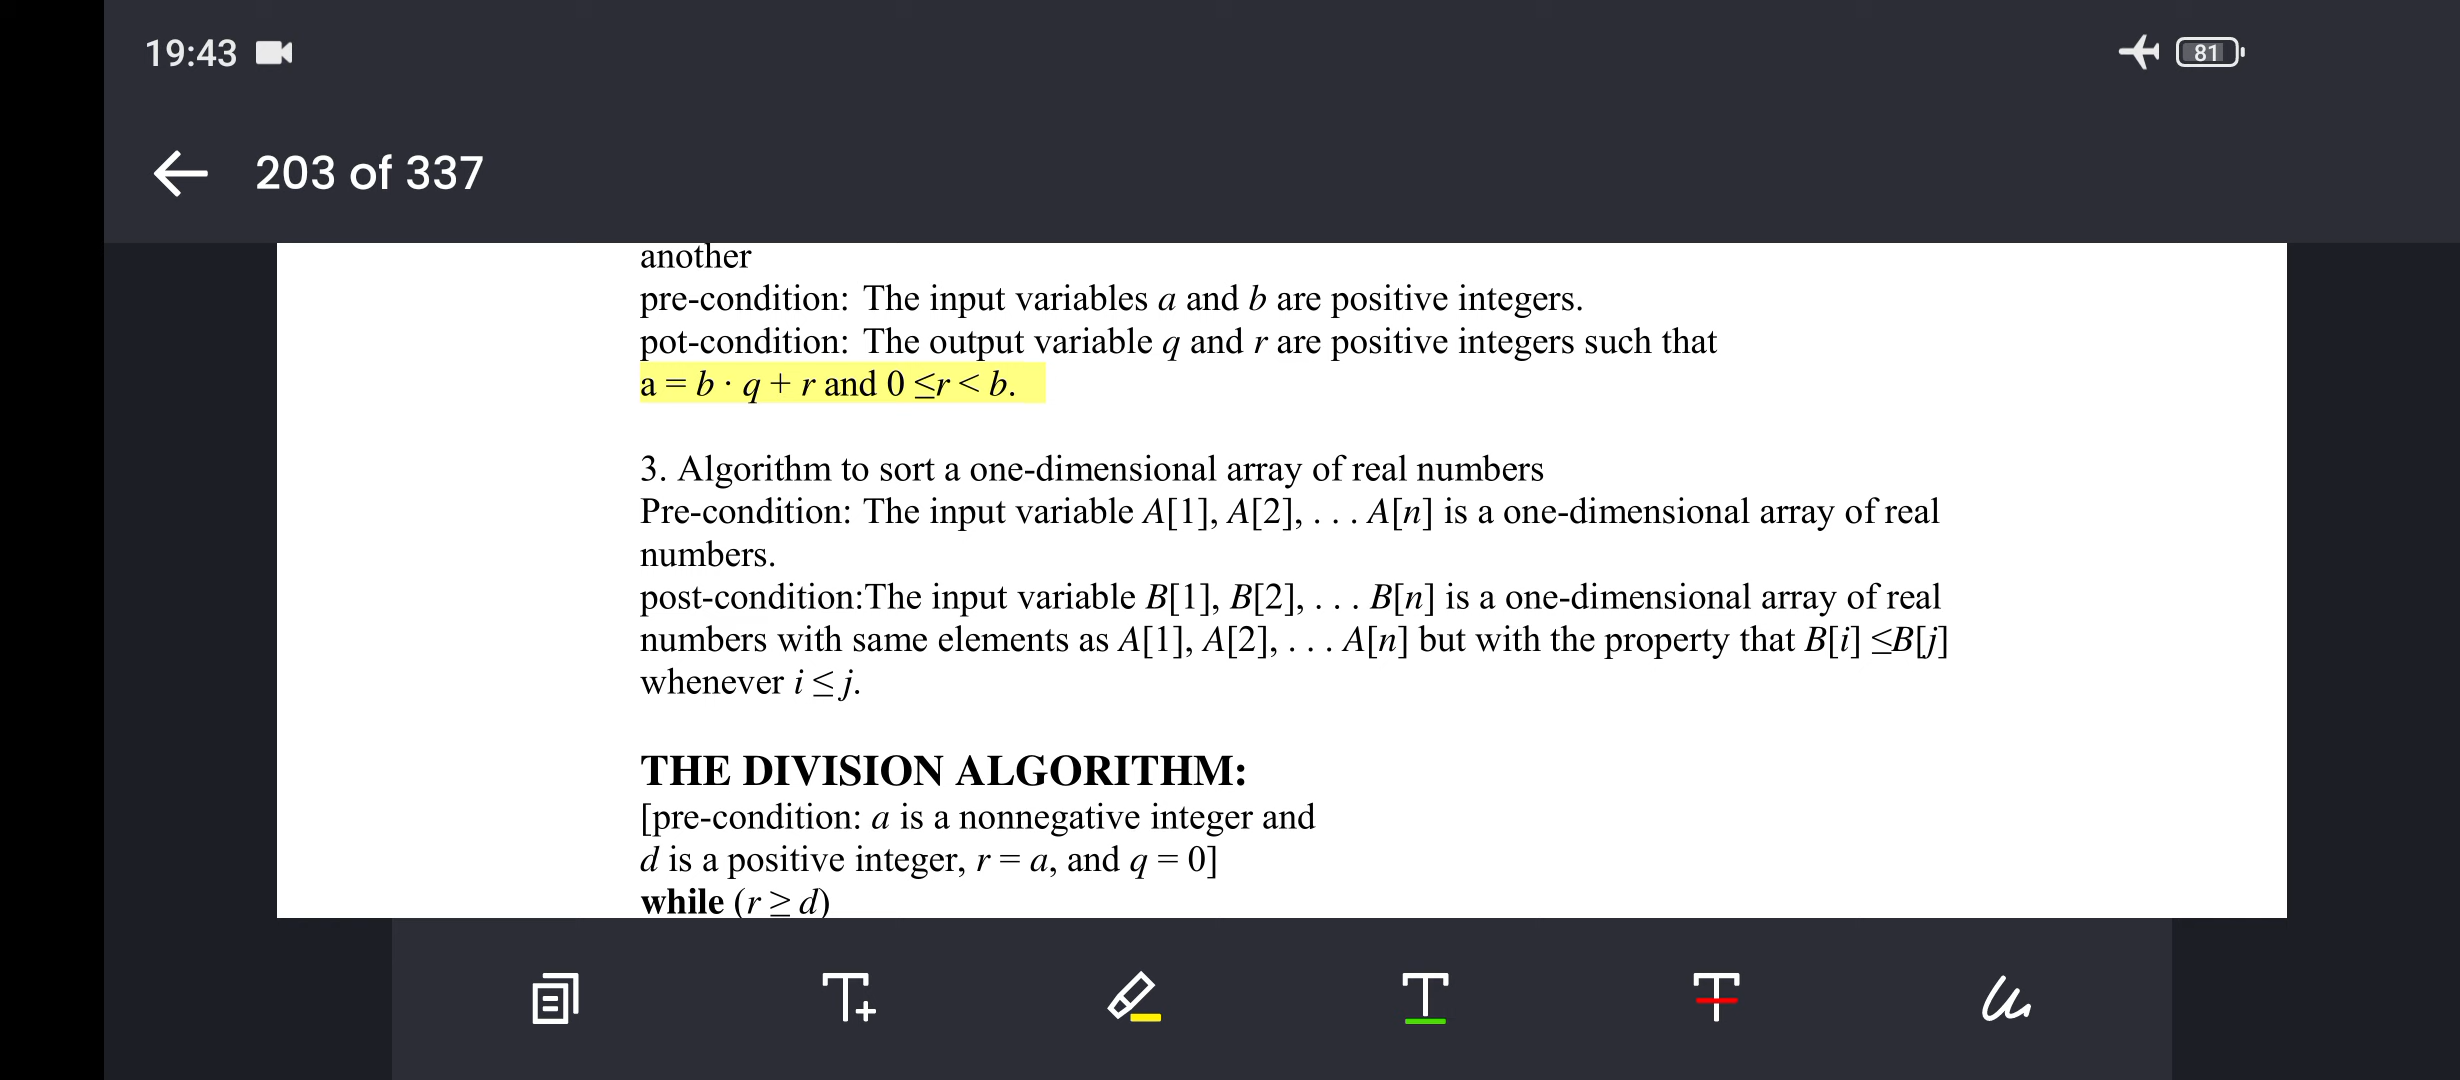 19:43
81
203 of 337
another
pre-condition: The input variables a and b are positive integers.
pot-condition: The output variable q and r are positive integers such that
a = b · q + r and 0 ≤r < b.
3. Algorithm to sort a one-dimensional array of real numbers
Pre-condition: The input variable A[1], A[2], . . . A[n] is a one-dimensional array of real
numbers.
post-condition:The input variable B[1], B[2], . . . B[n] is a one-dimensional array of real
numbers with same elements as A[1], A[2], . . . A[n] but with the property that B[i] ≤B[j]
whenever i ≤ j.
THE DIVISION ALGORITHM:
[pre-condition: a is a nonnegative integer and
d is a positive integer, r = a, and q = 0]
while (r ≥ d)